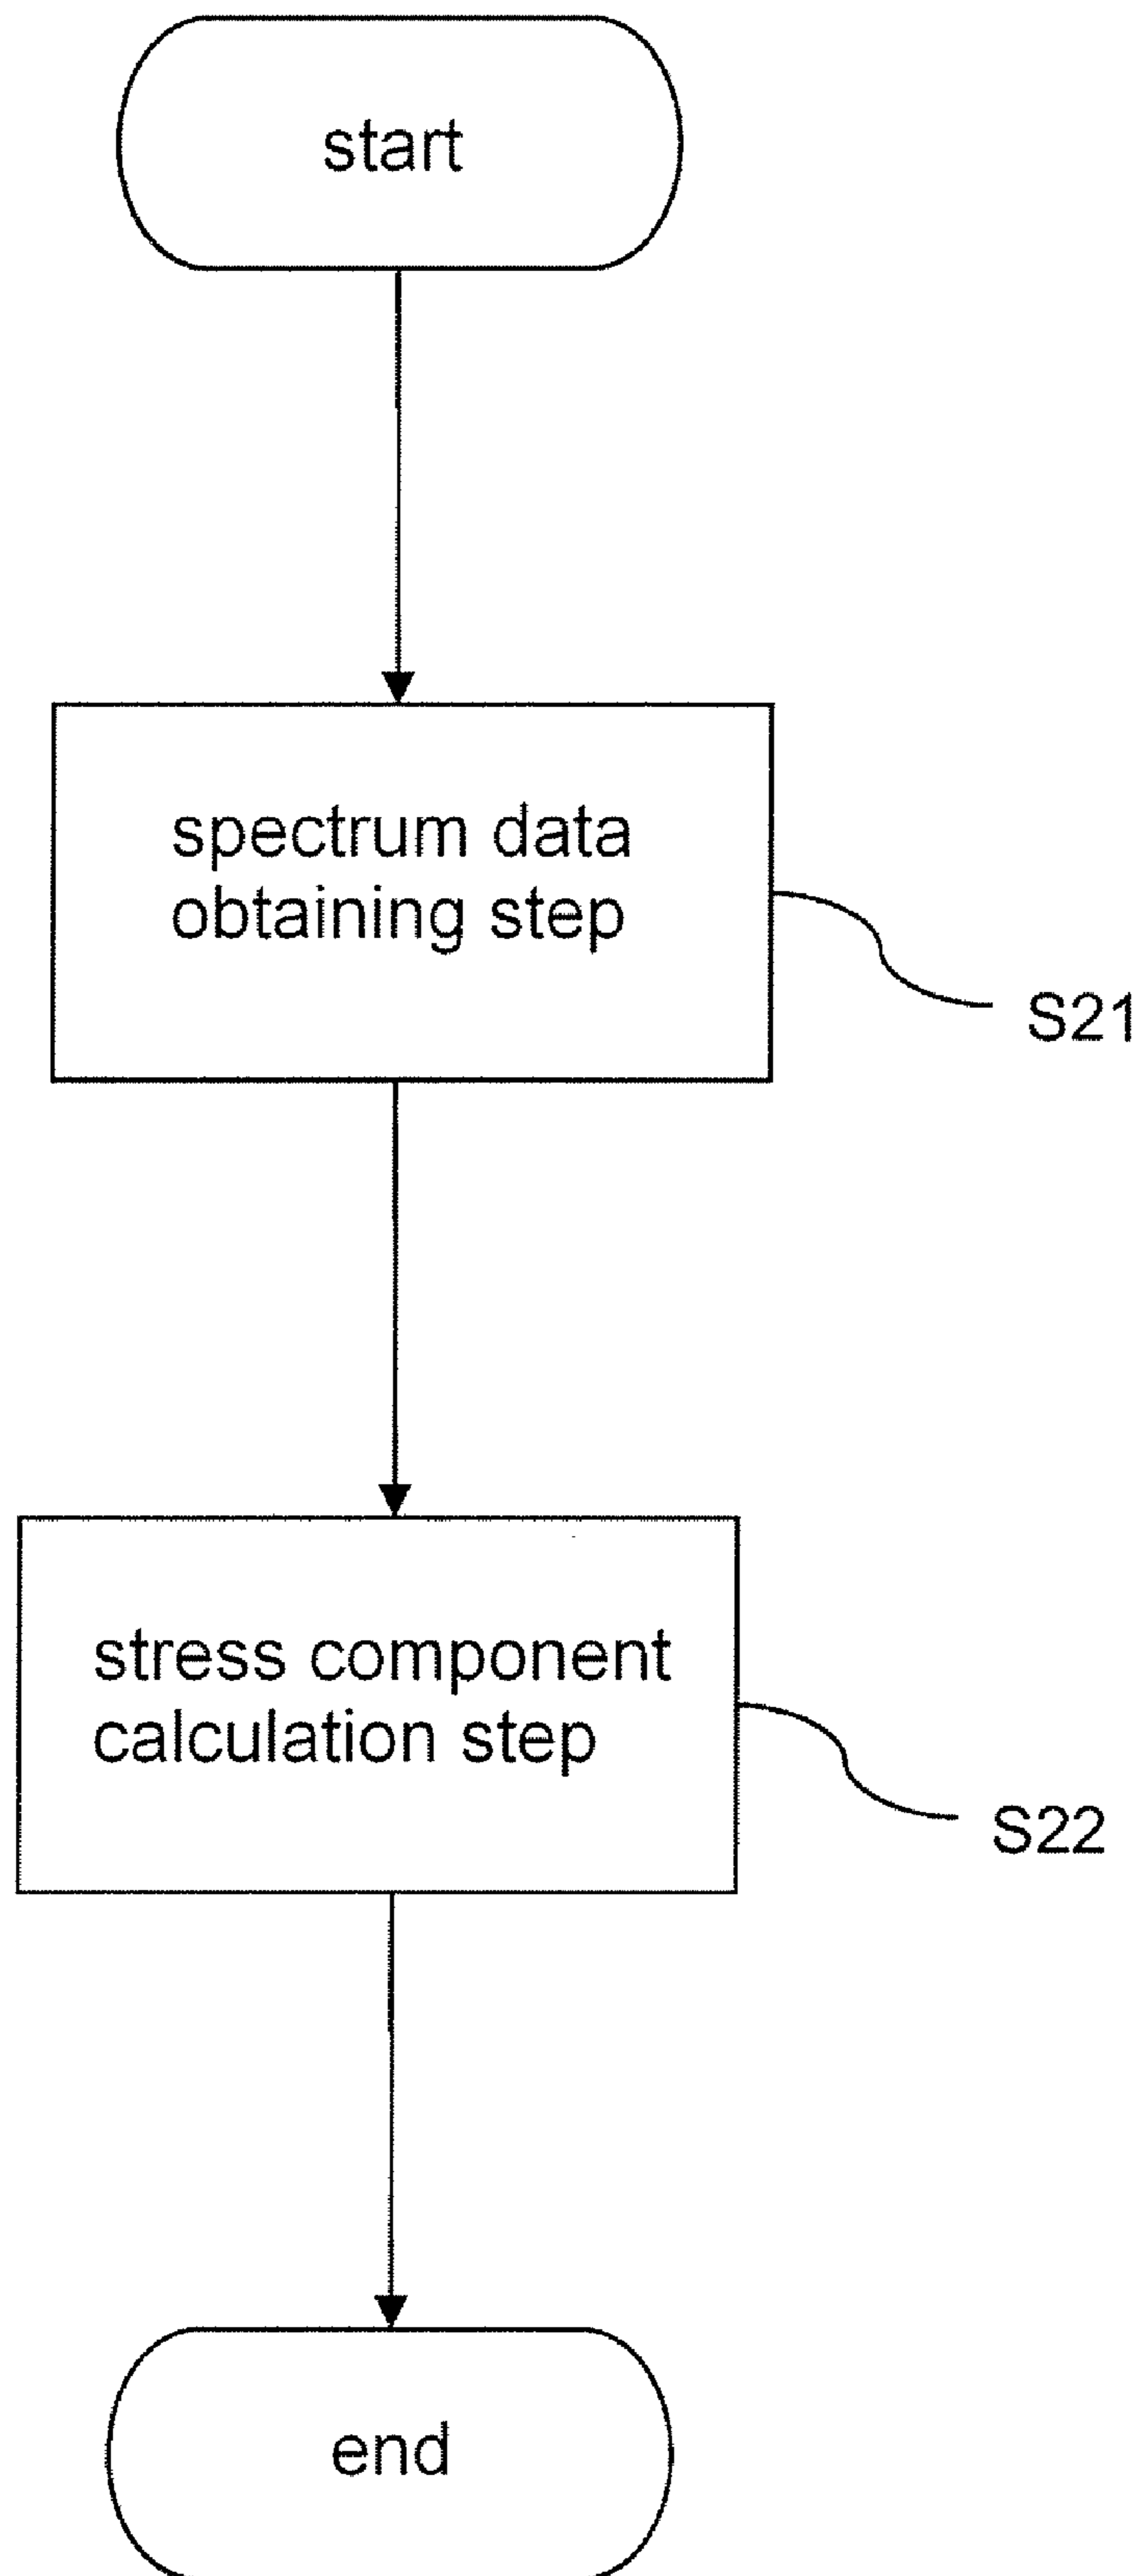 start
spectrum data
obtaining step
S21
stress component
calculation step
S22
end